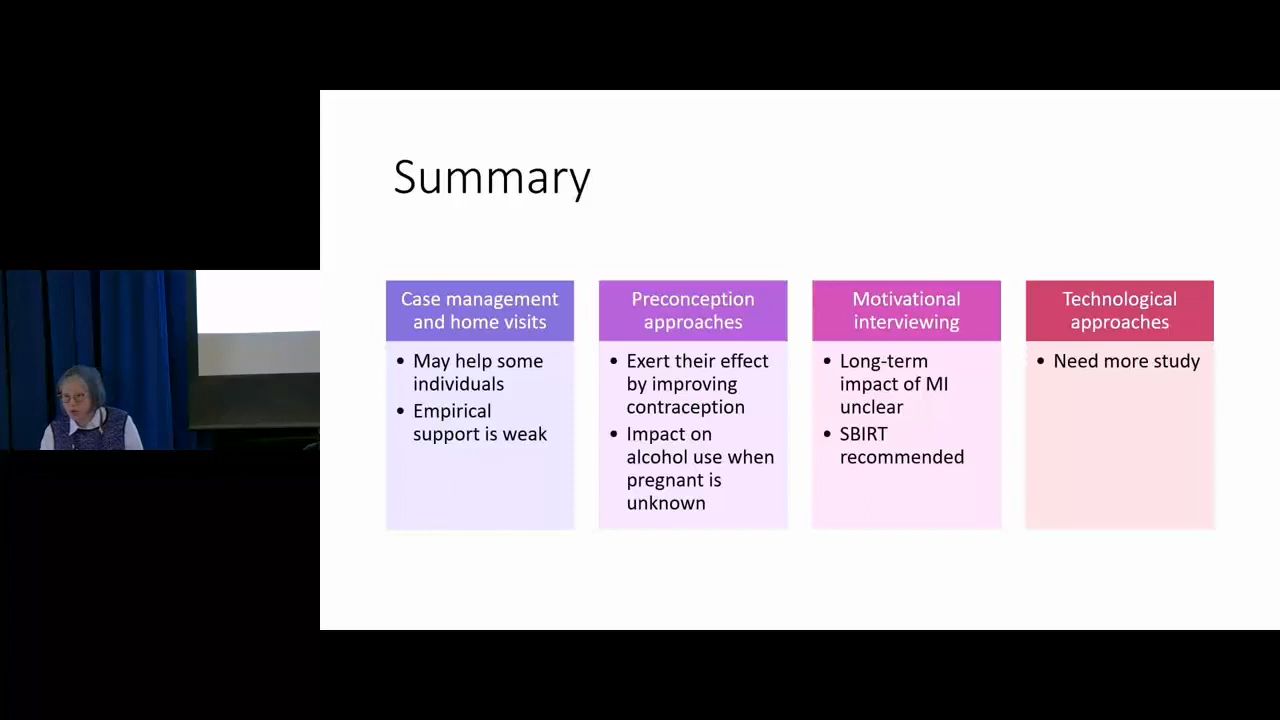 Summary
Case management
and home visits
• May help some
individuals
• Empirical
support is weak
Preconception
approaches
• Exert their effect
by improving
contraception
• Impact on
alcohol use when
pregnant is
unknown
Motivational
interviewing
• Long-term
impact of MI
unclear
• SBIRT
recommended
Technological
approaches
• Need more study